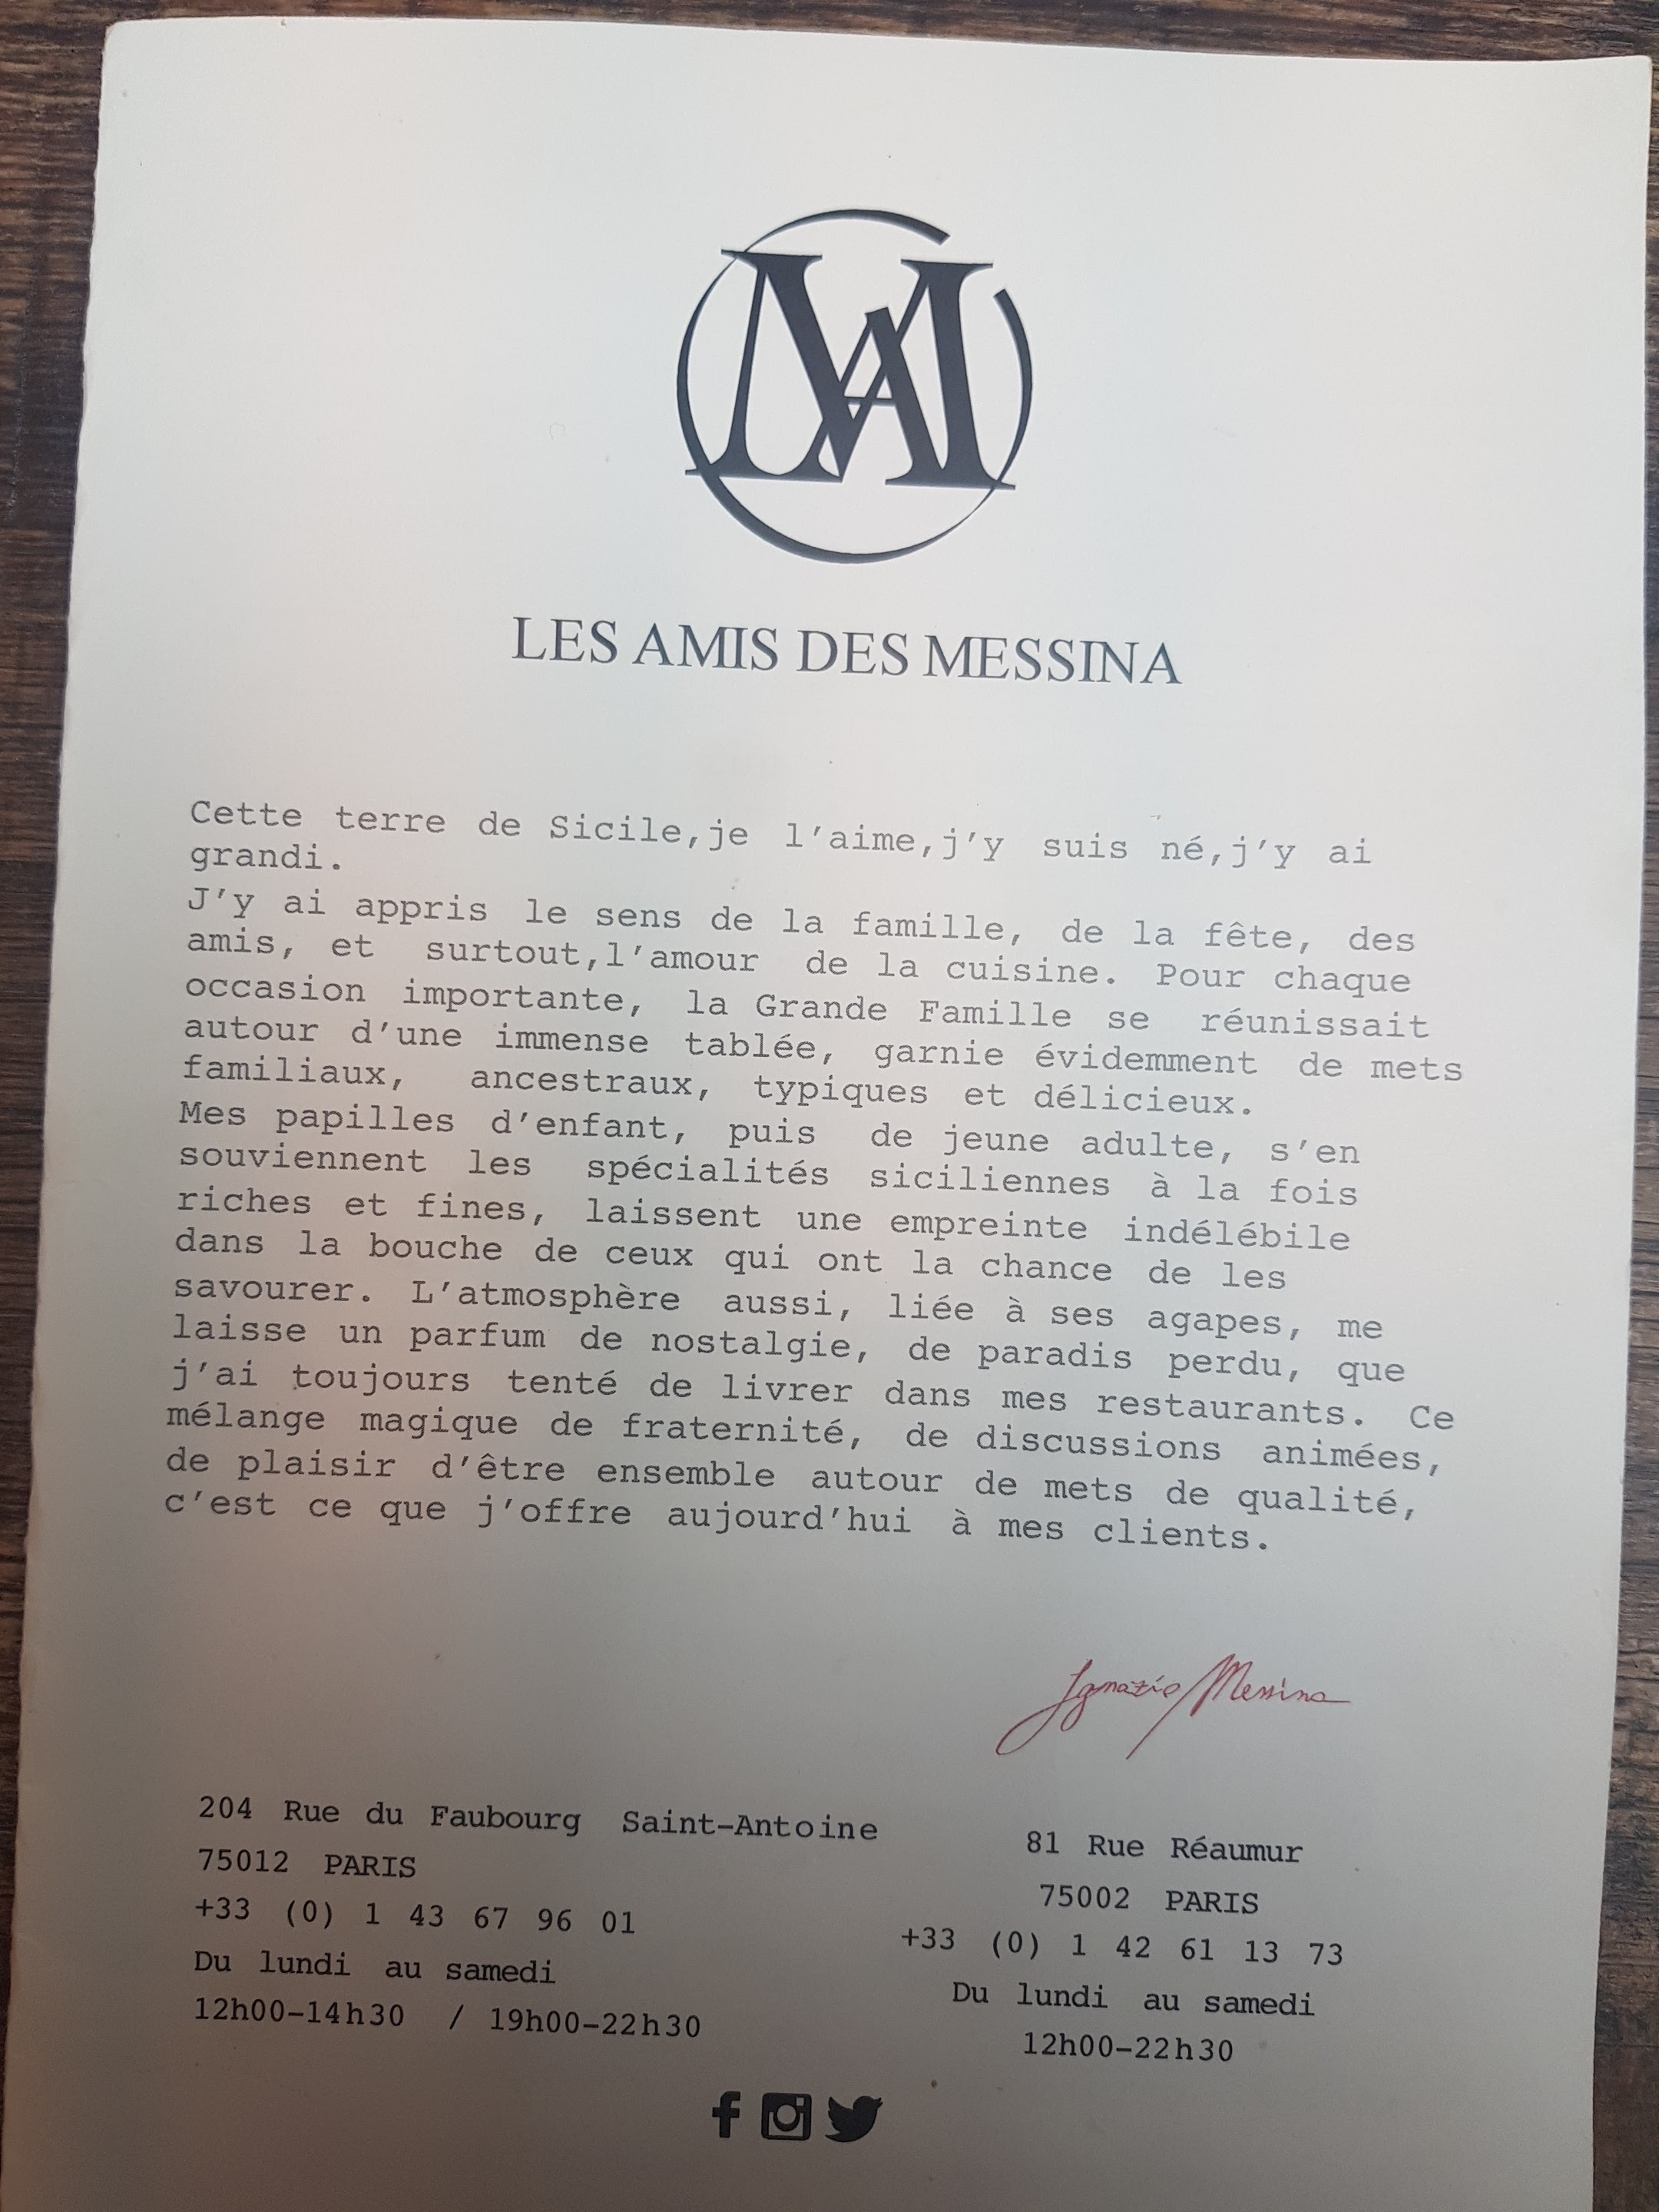 MA
LES AMIS DES MESSINA
Cette terre de Sicile,je l'aime,j'y suis né,j'y ai
grandi.
J'y ai appris le sens de la famille, de la fête, des
amis, et surtout,l'amour de la cuisine. Pour chaque
occasion importante, la Grande Famille se réunissait
autour d'une immense tablée, garnie évidemment de mets
familiaux, ancestraux, typiques et délicieux.
Mes papilles d'enfant, puis de jeune adulte, s'en
souviennent les spécialités siciliennes à la fois
riches et fines, laissent une empreinte indélébile
dans la bouche de ceux qui ont la chance de les
savourer. L'atmosphère aussi, liée à ses agapes, me
laisse un parfum de nostalgie, de paradis perdu, que
j'ai toujours tenté de livrer dans mes restaurants. Ce
mélange magique de fraternité, de discussions animées,
de plaisir d'être ensemble autour de mets de qualité,
c'est ce que j'offre aujourd'hui à mes clients.
Ignazio Messina
204 Rue du Faubourg Saint-Antoine
75012 PARIS
+33 (0) 1 43 67 96 01
Du lundi au samedi
12h00-14h30 / 19h00-22h30
81 Rue Réaumur
75002 PARIS
+33 (0) 1 42 61 13 73
Du lundi au samedi
12h00-22h30